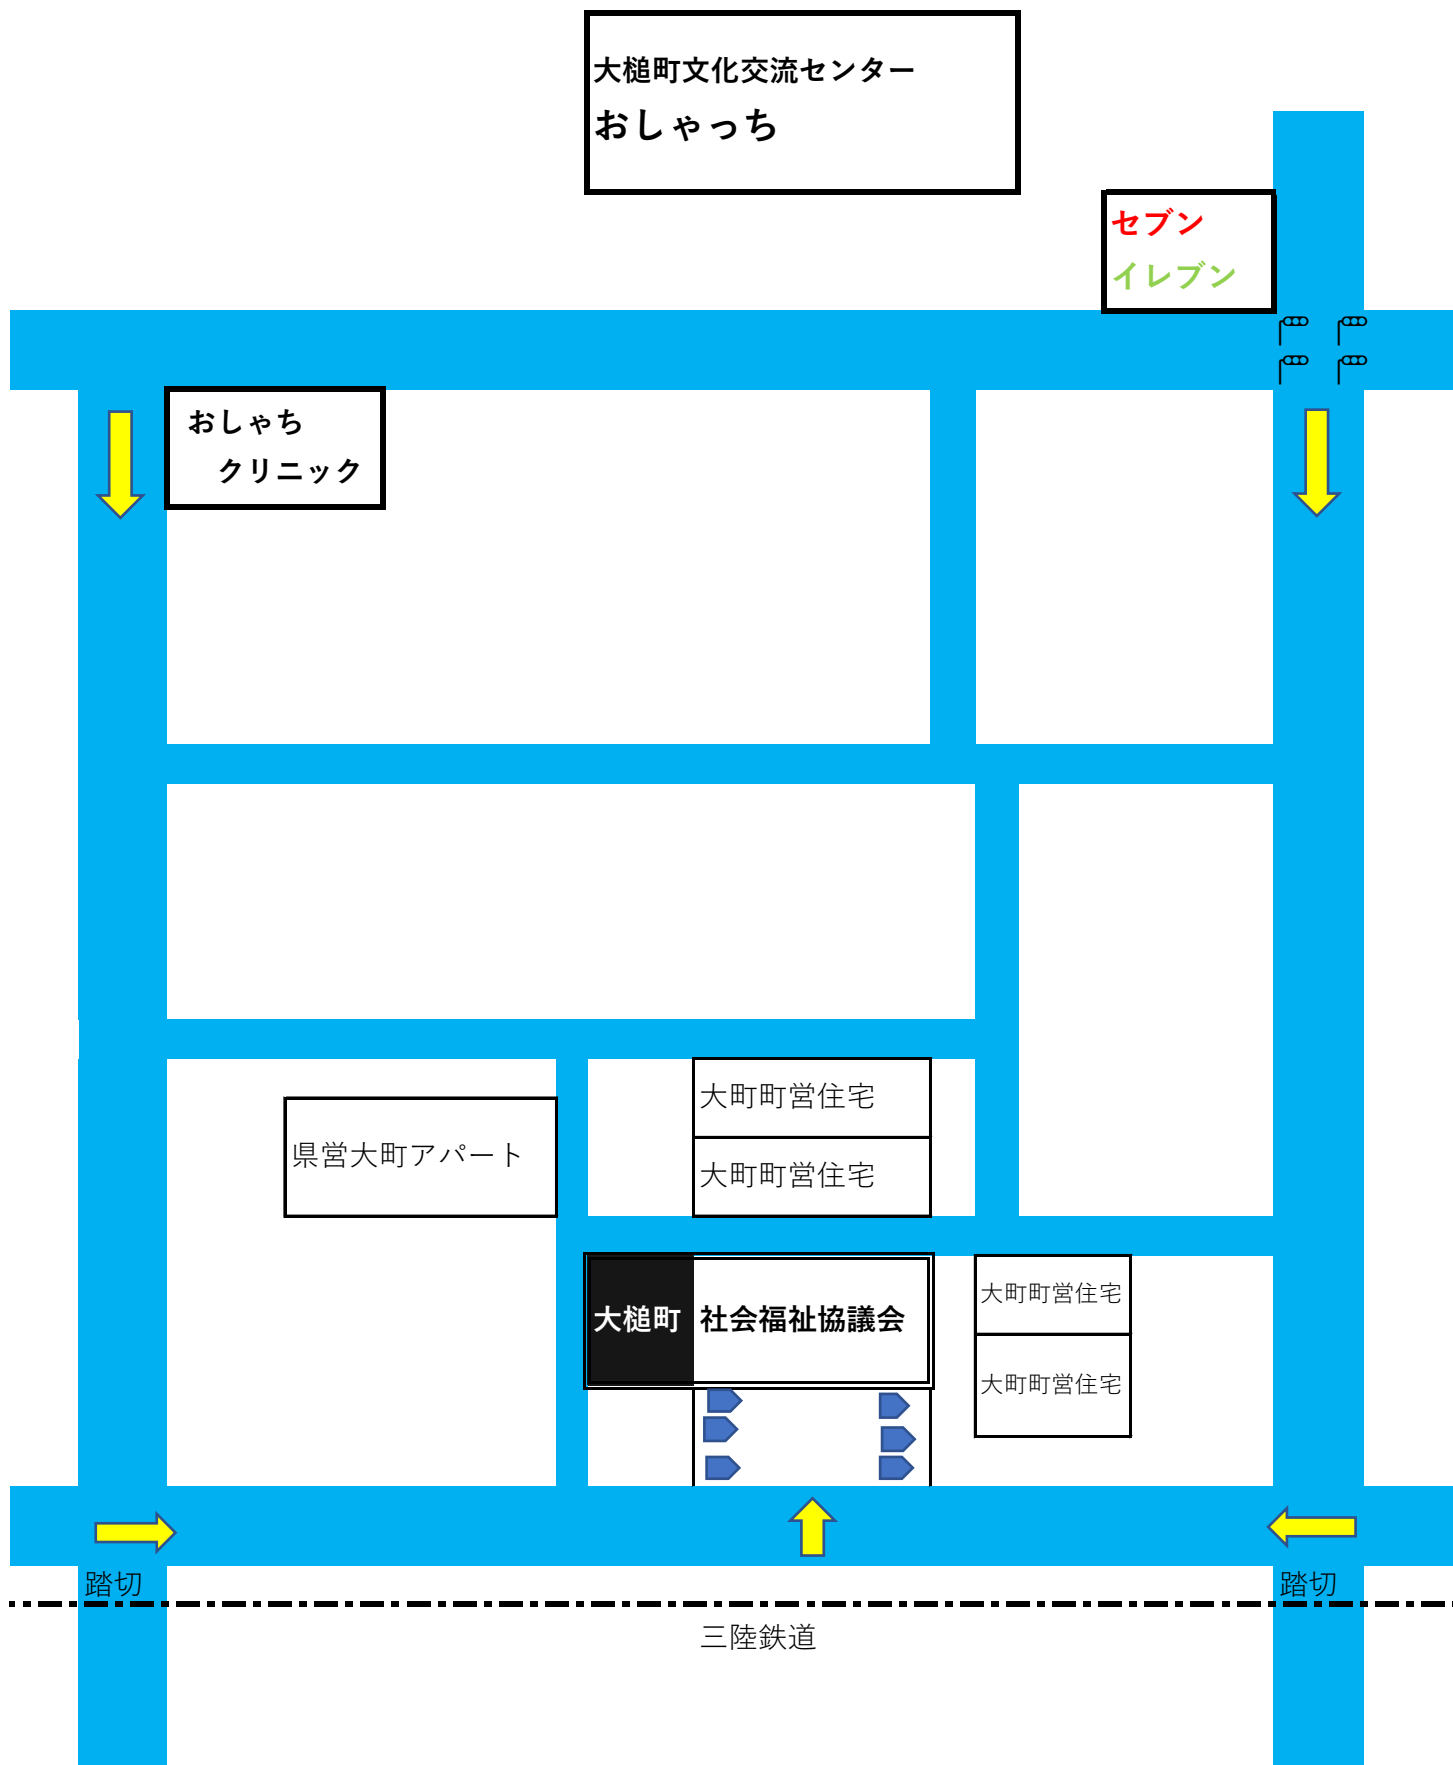 大槌町文化交流センター
おしゃっち
セブン
イレブン
おしゃち
クリニック
大町町営住宅
県営大町アパート
大町町営住宅
大槌町 社会福祉協議会
大町町営住宅
大町町営住宅
踏切
踏切
三陸鉄道